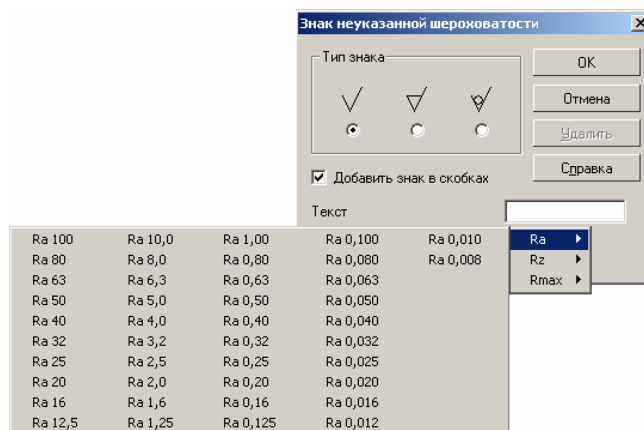 Знак неуказанной шероховатости
Тип знака
OK
Отмена
Удалить
Справка
Добавить знак в скобках
Текст
Ra 100 Ra 10,0 Ra 1,00 Ra 0,100 Ra 0,010 Ra
Ra 80 Ra 8,0 Ra 0,80 Ra 0,080 Ra 0,008 Rz
Ra 63 Ra 6,3 Ra 0,63 Ra 0,063 Rmax
Ra 50 Ra 5,0 Ra 0,50 Ra 0,050
Ra 40 Ra 4,0 Ra 0,40 Ra 0,040
Ra 32 Ra 3,2 Ra 0,32 Ra 0,032
Ra 25 Ra 2,5 Ra 0,25 Ra 0,025
Ra 20 Ra 2,0 Ra 0,20 Ra 0,020
Ra 16 Ra 1,6 Ra 0,16 Ra 0,016
Ra 12,5 Ra 1,25 Ra 0,125 Ra 0,012